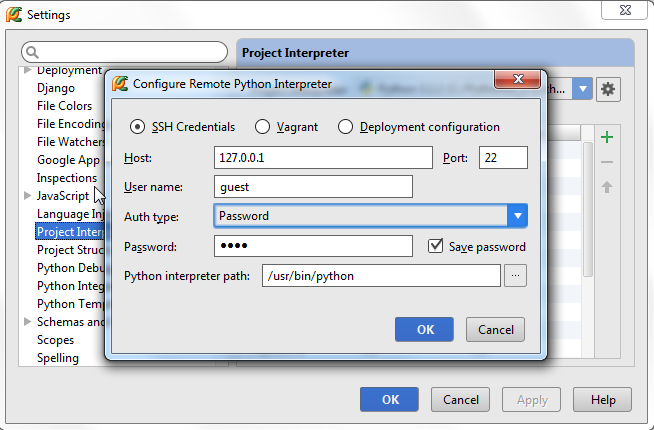 Settings
Project Interpreter
Deployment
Django
File Colors
File Encoding
File Watchers
Google App
Inspections
JavaScript
Language Inj
Project Interp
Project Struc
Python Debu
Python Integ
Python Temp
Schemas and
Scopes
Spelling
Configure Remote Python Interpreter
SSH Credentials Vagrant Deployment configuration
Host: 127.0.0.1 Port: 22
User name: guest
Auth type: Password
Password: •••• Save password
Python interpreter path: /usr/bin/python ...
OK Cancel
OK Cancel Apply Help